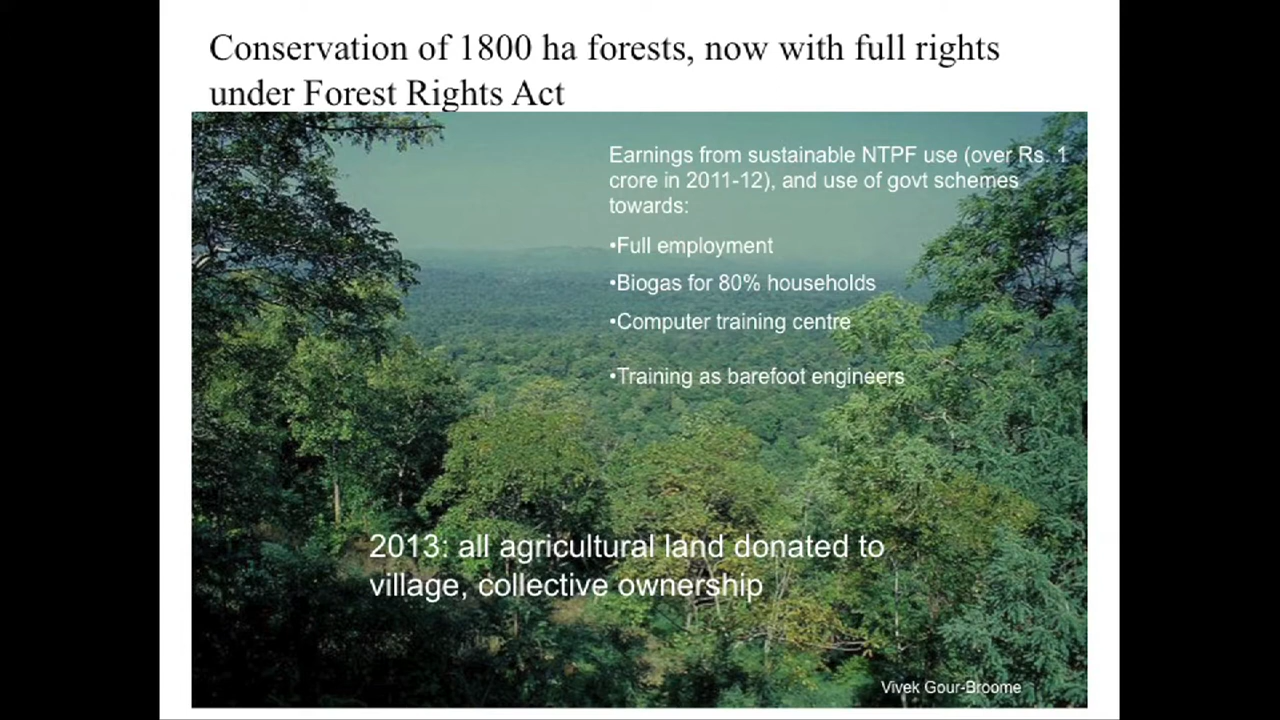 Conservation of 1800 ha forests, now with full rights
under Forest Rights Act
Earnings from sustainable NTPF use (over Rs. 1
crore in 2011-12), and use of govt schemes
towards:
•Full employment
•Biogas for 80% households
•Computer training centre
•Training as barefoot engineers
2013: all agricultural land donated to
village, collective ownership
Vivek Gour-Broome